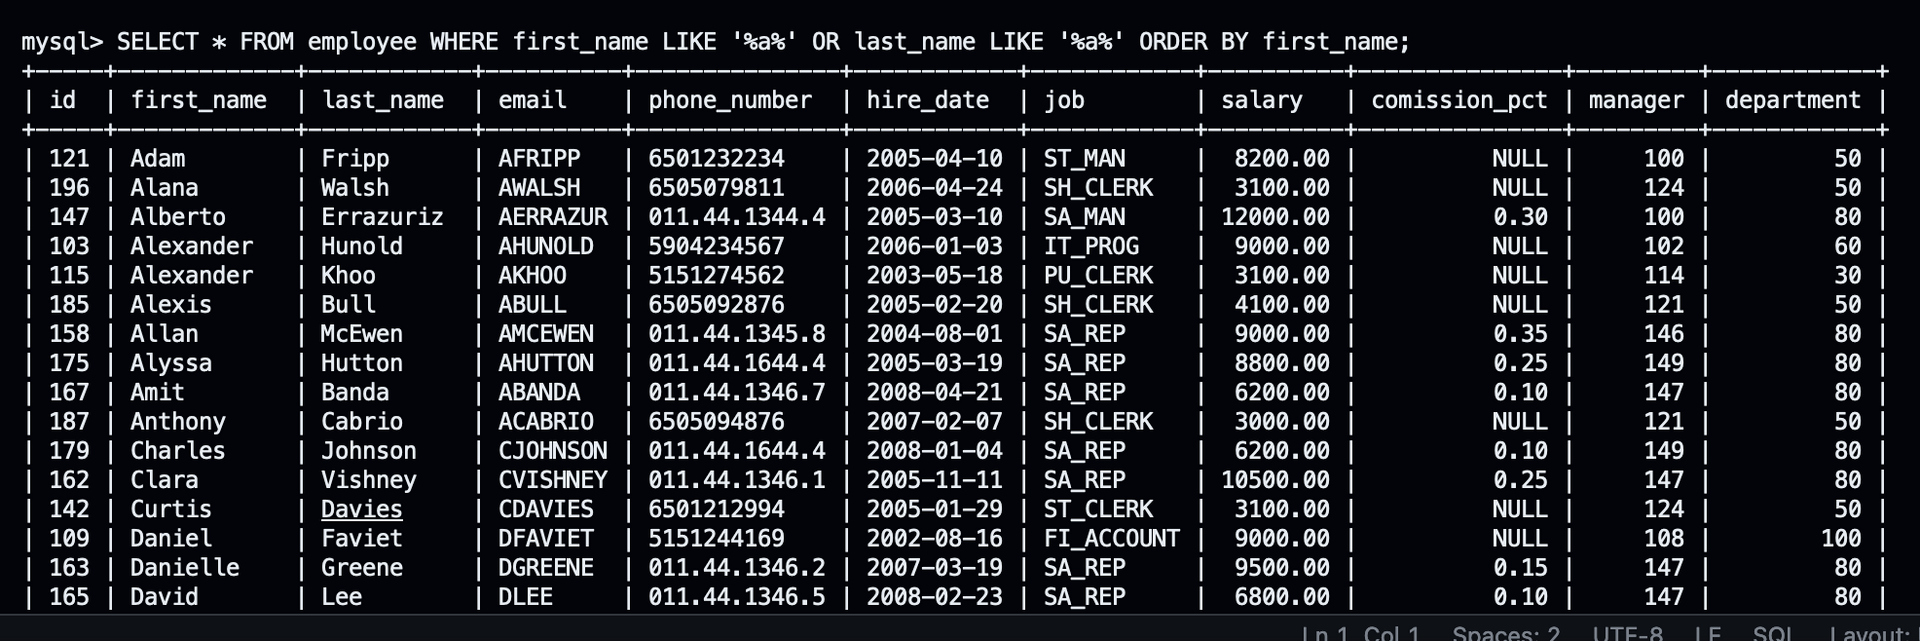 mysql> SELECT * FROM employee WHERE first_name LIKE '%a%' OR last_name LIKE '%a%' ORDER BY first_name;
+-----+-------------+------------+----------+---------------+------------+-----------+----------+---------------+---------+------------+
| id | first_name | last_name | email | phone_number | hire_date | job | salary | comission_pct | manager | department |
+-----+-------------+------------+----------+---------------+------------+-----------+----------+---------------+---------+------------+
| 121 | Adam | Fripp | AFRIPP | 6501232234 | 2005-04-10 | ST_MAN | 8200.00 | NULL | 100 | 50 |
| 196 | Alana | Walsh | AWALSH | 6505079811 | 2006-04-24 | SH_CLERK | 3100.00 | NULL | 124 | 50 |
| 147 | Alberto | Errazuriz | AERRAZUR | 011.44.1344.4 | 2005-03-10 | SA_MAN | 12000.00 | 0.30 | 100 | 80 |
| 103 | Alexander | Hunold | AHUNOLD | 5904234567 | 2006-01-03 | IT_PROG | 9000.00 | NULL | 102 | 60 |
| 115 | Alexander | Khoo | AKHOO | 5151274562 | 2003-05-18 | PU_CLERK | 3100.00 | NULL | 114 | 30 |
| 185 | Alexis | Bull | ABULL | 6505092876 | 2005-02-20 | SH_CLERK | 4100.00 | NULL | 121 | 50 |
| 158 | Allan | McEwen | AMCEWEN | 011.44.1345.8 | 2004-08-01 | SA_REP | 9000.00 | 0.35 | 146 | 80 |
| 175 | Alyssa | Hutton | AHUTTON | 011.44.1644.4 | 2005-03-19 | SA_REP | 8800.00 | 0.25 | 149 | 80 |
| 167 | Amit | Banda | ABANDA | 011.44.1346.7 | 2008-04-21 | SA_REP | 6200.00 | 0.10 | 147 | 80 |
| 187 | Anthony | Cabrio | ACABRIO | 6505094876 | 2007-02-07 | SH_CLERK | 3000.00 | NULL | 121 | 50 |
| 179 | Charles | Johnson | CJOHNSON | 011.44.1644.4 | 2008-01-04 | SA_REP | 6200.00 | 0.10 | 149 | 80 |
| 162 | Clara | Vishney | CVISHNEY | 011.44.1346.1 | 2005-11-11 | SA_REP | 10500.00 | 0.25 | 147 | 80 |
| 142 | Curtis | Davies | CDAVIES | 6501212994 | 2005-01-29 | ST_CLERK | 3100.00 | NULL | 124 | 50 |
| 109 | Daniel | Faviet | DFAVIET | 5151244169 | 2002-08-16 | FI_ACCOUNT | 9000.00 | NULL | 108 | 100 |
| 163 | Danielle | Greene | DGREENE | 011.44.1346.2 | 2007-03-19 | SA_REP | 9500.00 | 0.15 | 147 | 80 |
| 165 | David | Lee | DLEE | 011.44.1346.5 | 2008-02-23 | SA_REP | 6800.00 | 0.10 | 147 | 80 |
Ln 1, Col 1 Spaces: 2 UTF-8 LF SQL Layout: